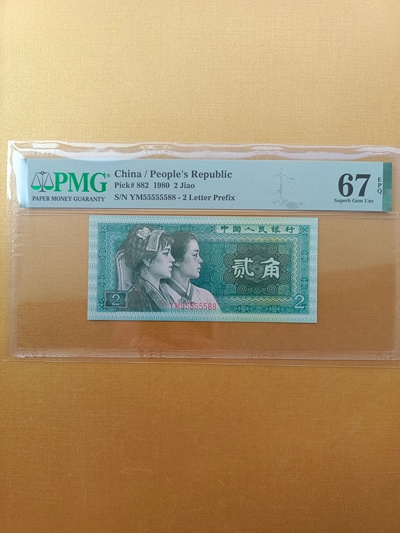 PMG
PAPER MONEY GUARANTY
China / People's Republic
Pick# 882 1980 2 Jiao
S/N YM55555588 - 2 Letter Prefix
67 EPQ
Superb Gem Unc
中国人民银行
贰角
YM55555588
2
2